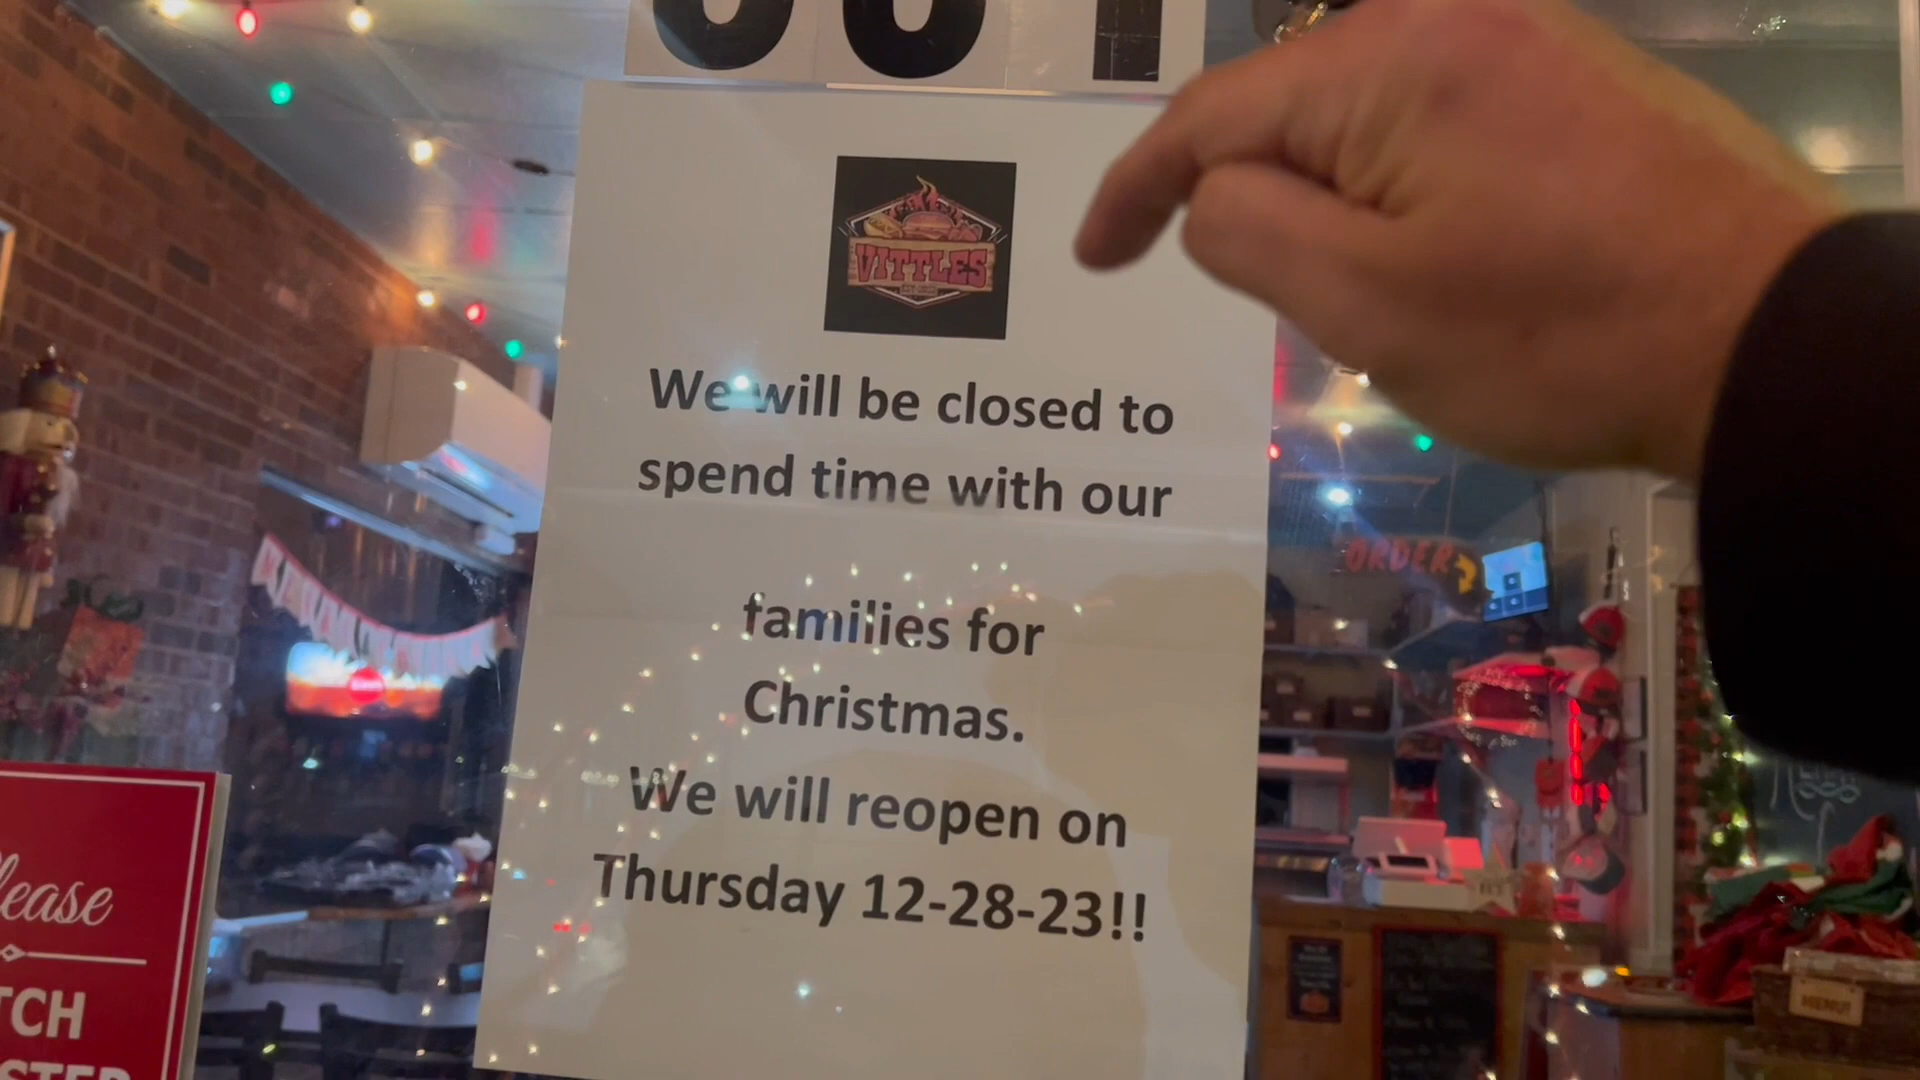 VITTLES
We will be closed to
spend time with our
families for
Christmas.
We will reopen on
Thursday 12-28-23!!
ORDER
lease
TCH
MENU